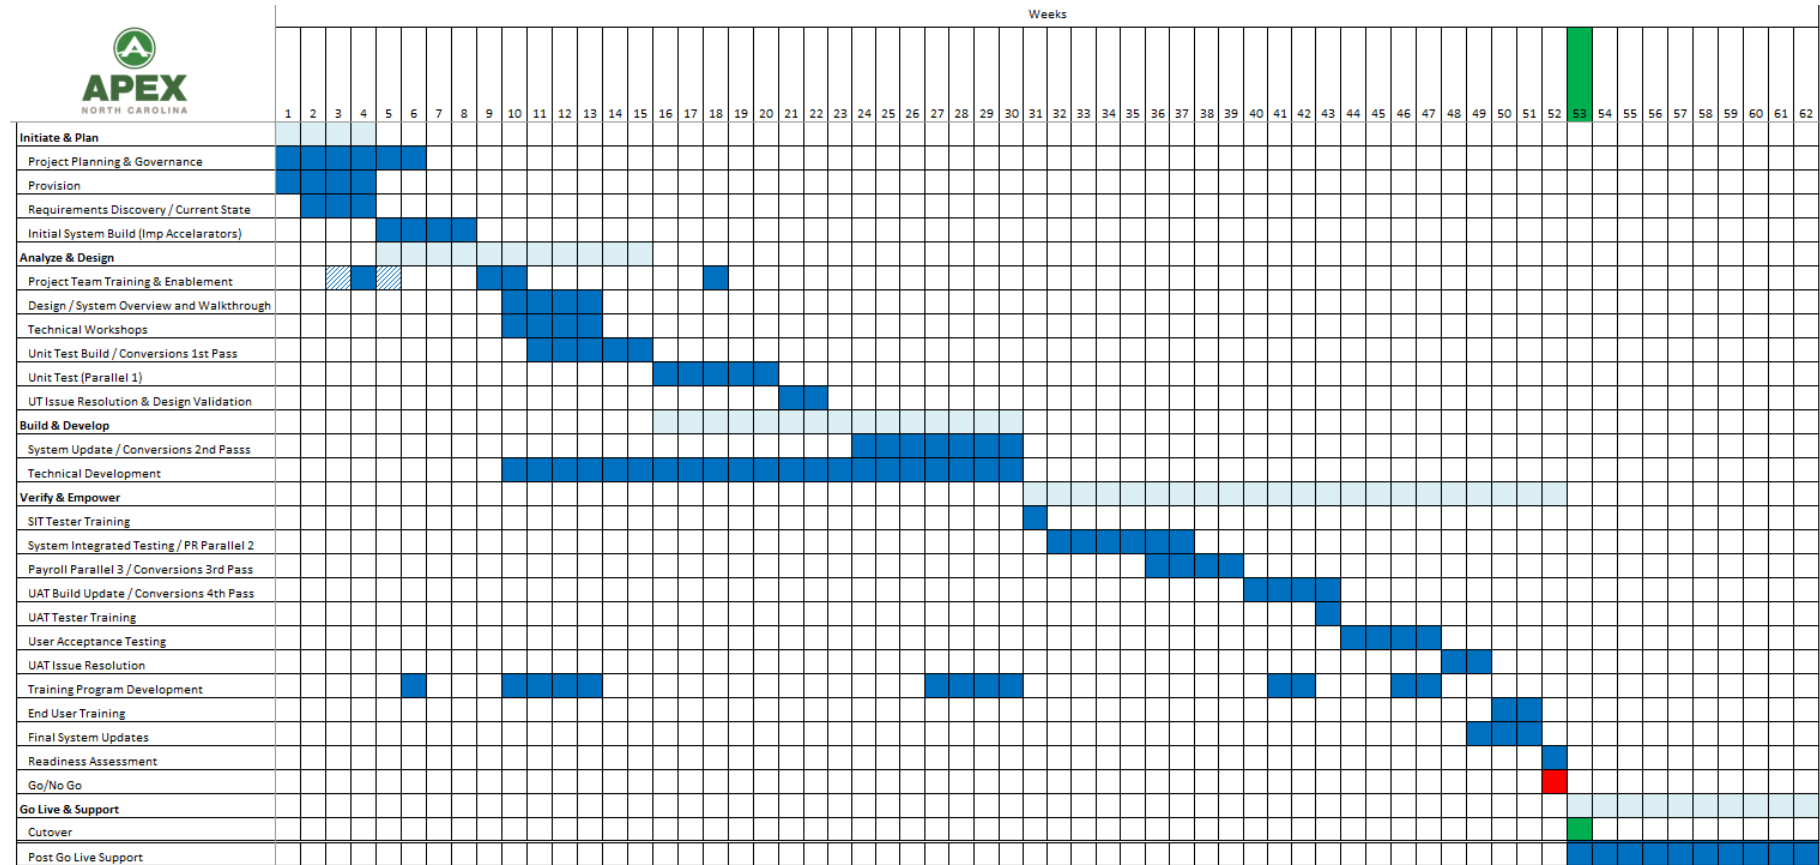 Weeks
APEX
NORTH CAROLINA
1 2 3 4 5 6 7 8 9 10 11 12 13 14 15 16 17 18 19 20 21 22 23 24 25 26 27 28 29 30 31 32 33 34 35 36 37 38 39 40 41 42 43 44 45 46 47 48 49 50 51 52 53 54 55 56 57 58 59 60 61 62
Initiate & Plan
Project Planning & Governance
Provision
Requirements Discovery / Current State
Initial System Build (Imp Accelarators)
Analyze & Design
Project Team Training & Enablement
Design / System Overview and Walkthrough
Technical Workshops
Unit Test Build / Conversions 1st Pass
Unit Test (Parallel 1)
UT Issue Resolution & Design Validation
Build & Develop
System Update / Conversions 2nd Passs
Technical Development
Verify & Empower
SIT Tester Training
System Integrated Testing / PR Parallel 2
Payroll Parallel 3 / Conversions 3rd Pass
UAT Build Update / Conversions 4th Pass
UAT Tester Training
User Acceptance Testing
UAT Issue Resolution
Training Program Development
End User Training
Final System Updates
Readiness Assessment
Go/No Go
Go Live & Support
Cutover
Post Go Live Support